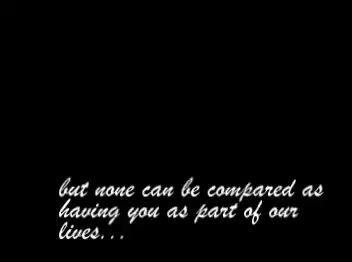 but none can be compared as
having you as part of our
lives...